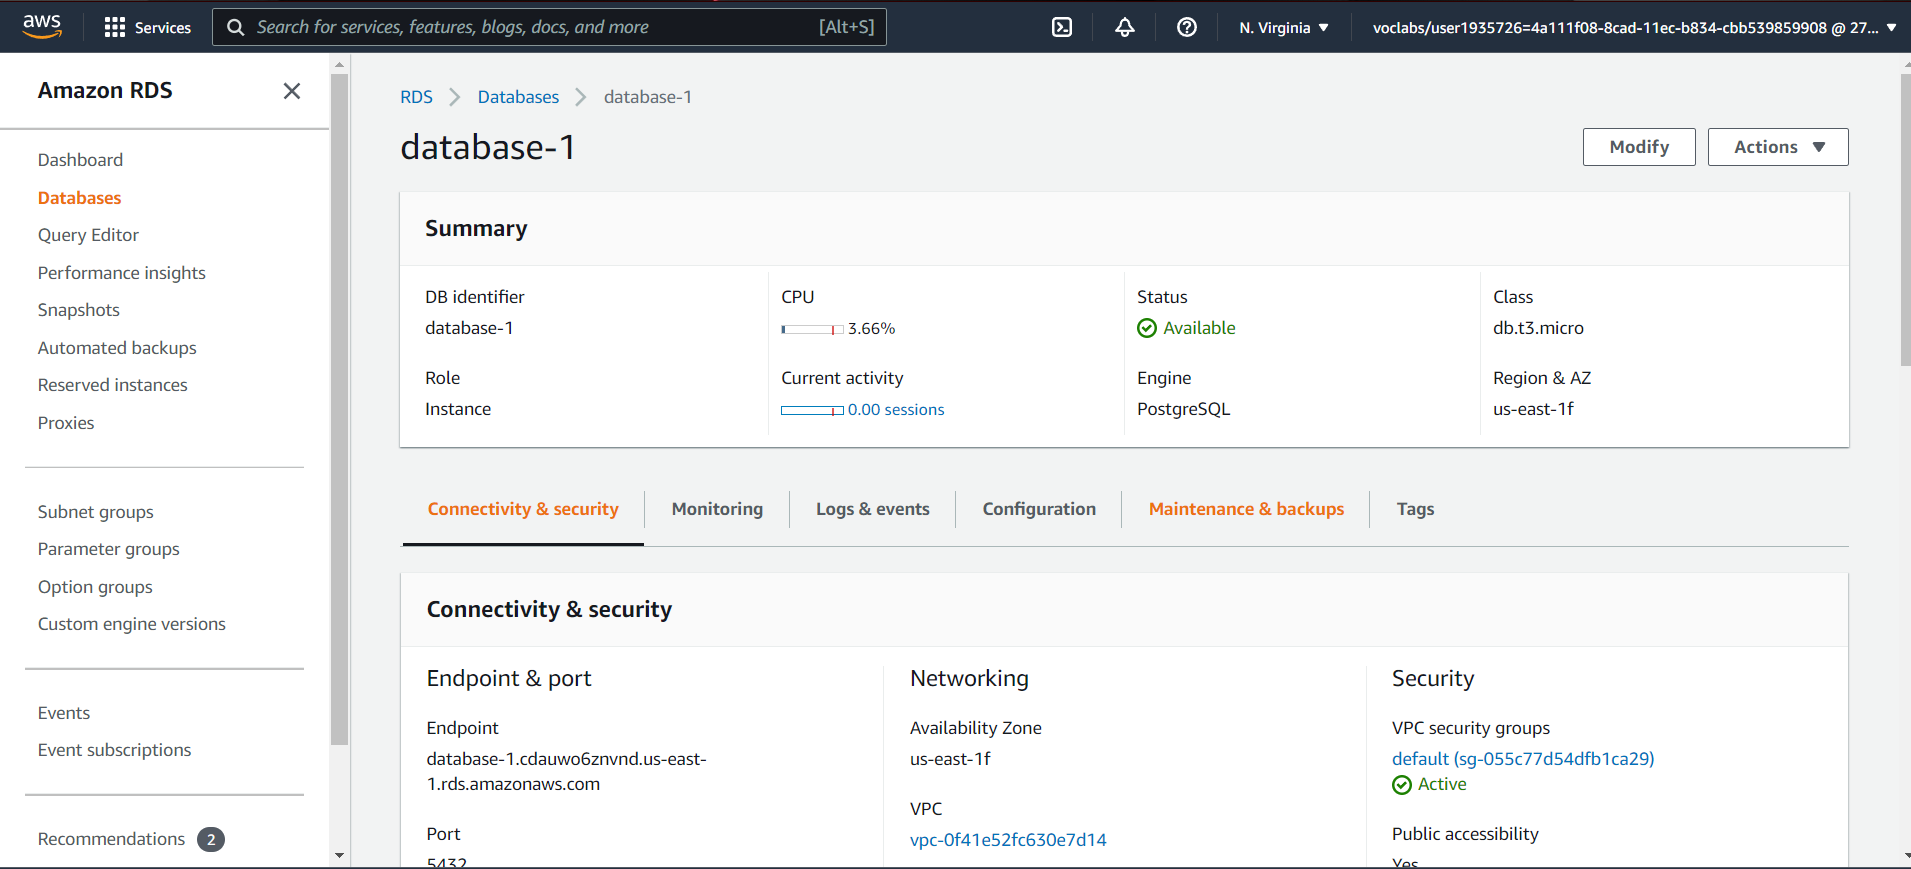 aws
Services
Search for services, features, blogs, docs, and more
[Alt+S]
N. Virginia
voclabs/user1935726=4a111f08-8cad-11ec-b834-cbb539859908 @ 27...
Amazon RDS
Dashboard
Databases
Query Editor
Performance insights
Snapshots
Automated backups
Reserved instances
Proxies
Subnet groups
Parameter groups
Option groups
Custom engine versions
Events
Event subscriptions
Recommendations 2
RDS
Databases
database-1
database-1
Modify
Actions
Summary
DB identifier
database-1
CPU
3.66%
Status
Available
Class
db.t3.micro
Role
Instance
Current activity
0.00 sessions
Engine
PostgreSQL
Region & AZ
us-east-1f
Connectivity & security
Monitoring
Logs & events
Configuration
Maintenance & backups
Tags
Connectivity & security
Endpoint & port
Endpoint
database-1.cdauwo6znvnd.us-east-
1.rds.amazonaws.com
Port
5432
Networking
Availability Zone
us-east-1f
VPC
vpc-0f41e52fc630e7d14
Security
VPC security groups
default (sg-055c77d54dfb1ca29)
Active
Public accessibility
Yes